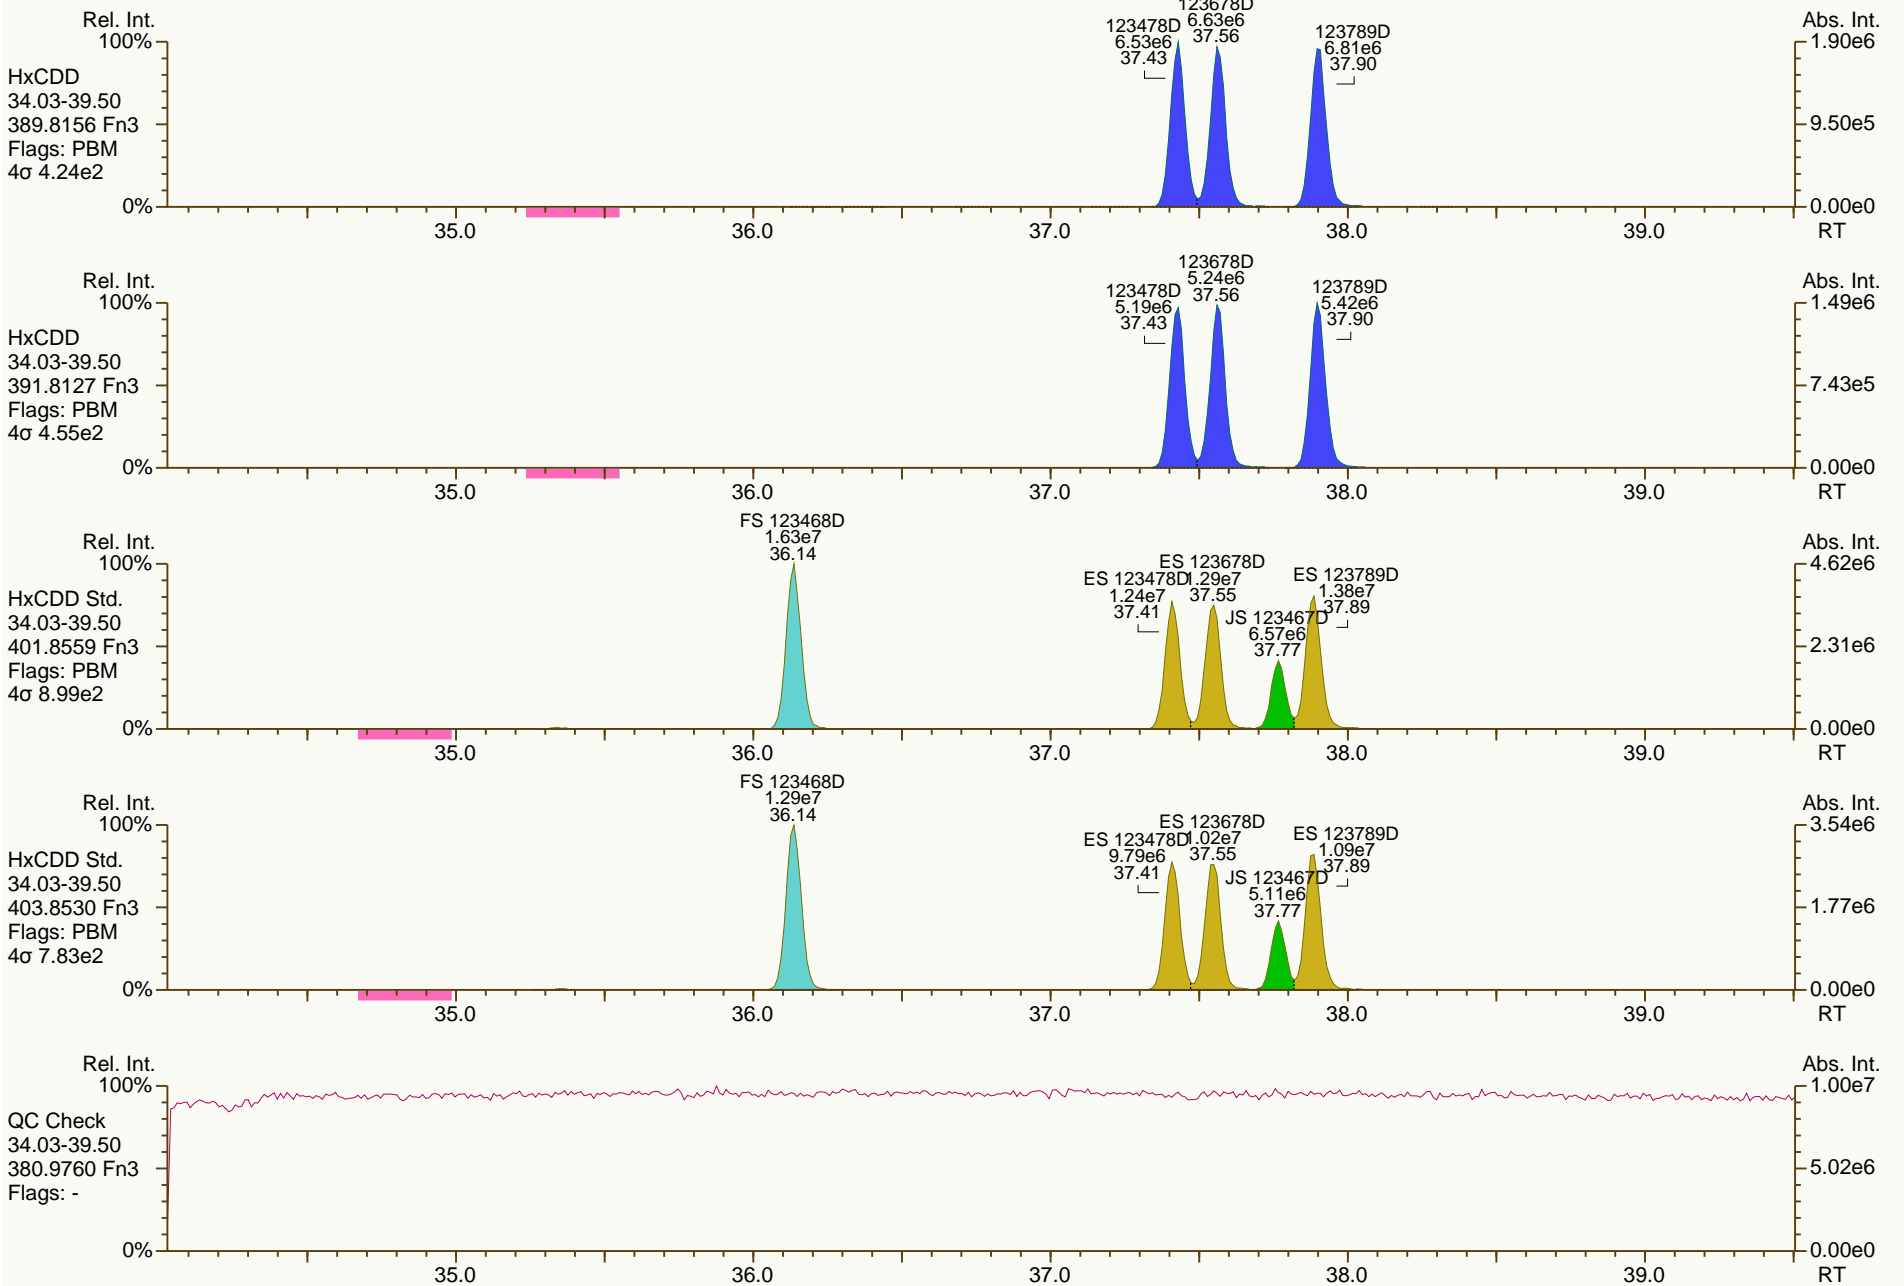 Rel. Int.
100%
0%
HxCDD
34.03-39.50
389.8156 Fn3
Flags: PBM
4σ 4.24e2
123478D
6.53e6
37.43
123678D
6.63e6
37.56
123789D
6.81e6
37.90
Abs. Int.
1.90e6
9.50e5
0.00e0
35.0 36.0 37.0 38.0 39.0 RT
Rel. Int.
100%
0%
HxCDD
34.03-39.50
391.8127 Fn3
Flags: PBM
4σ 4.55e2
123478D
5.19e6
37.43
123678D
5.24e6
37.56
123789D
5.42e6
37.90
Abs. Int.
1.49e6
7.43e5
0.00e0
35.0 36.0 37.0 38.0 39.0 RT
Rel. Int.
100%
0%
HxCDD Std.
34.03-39.50
401.8559 Fn3
Flags: PBM
4σ 8.99e2
FS 123468D
1.63e7
36.14
ES 123478D
1.24e7
37.41
ES 123678D
1.29e7
37.55
JS 123467D
6.57e6
37.77
ES 123789D
1.38e7
37.89
Abs. Int.
4.62e6
2.31e6
0.00e0
35.0 36.0 37.0 38.0 39.0 RT
Rel. Int.
100%
0%
HxCDD Std.
34.03-39.50
403.8530 Fn3
Flags: PBM
4σ 7.83e2
FS 123468D
1.29e7
36.14
ES 123478D
9.79e6
37.41
ES 123678D
1.02e7
37.55
JS 123467D
5.11e6
37.77
ES 123789D
1.09e7
37.89
Abs. Int.
3.54e6
1.77e6
0.00e0
35.0 36.0 37.0 38.0 39.0 RT
Rel. Int.
100%
0%
QC Check
34.03-39.50
380.9760 Fn3
Flags: -
Abs. Int.
1.00e7
5.02e6
0.00e0
35.0 36.0 37.0 38.0 39.0 RT